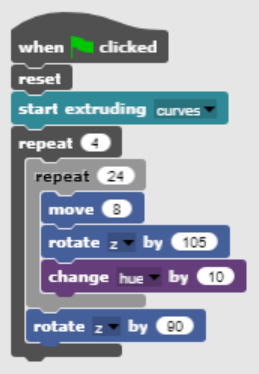 when clicked
reset
start extruding curves
repeat 4
repeat 24
move 8
rotate z by 105
change hue by 10
rotate z by 90